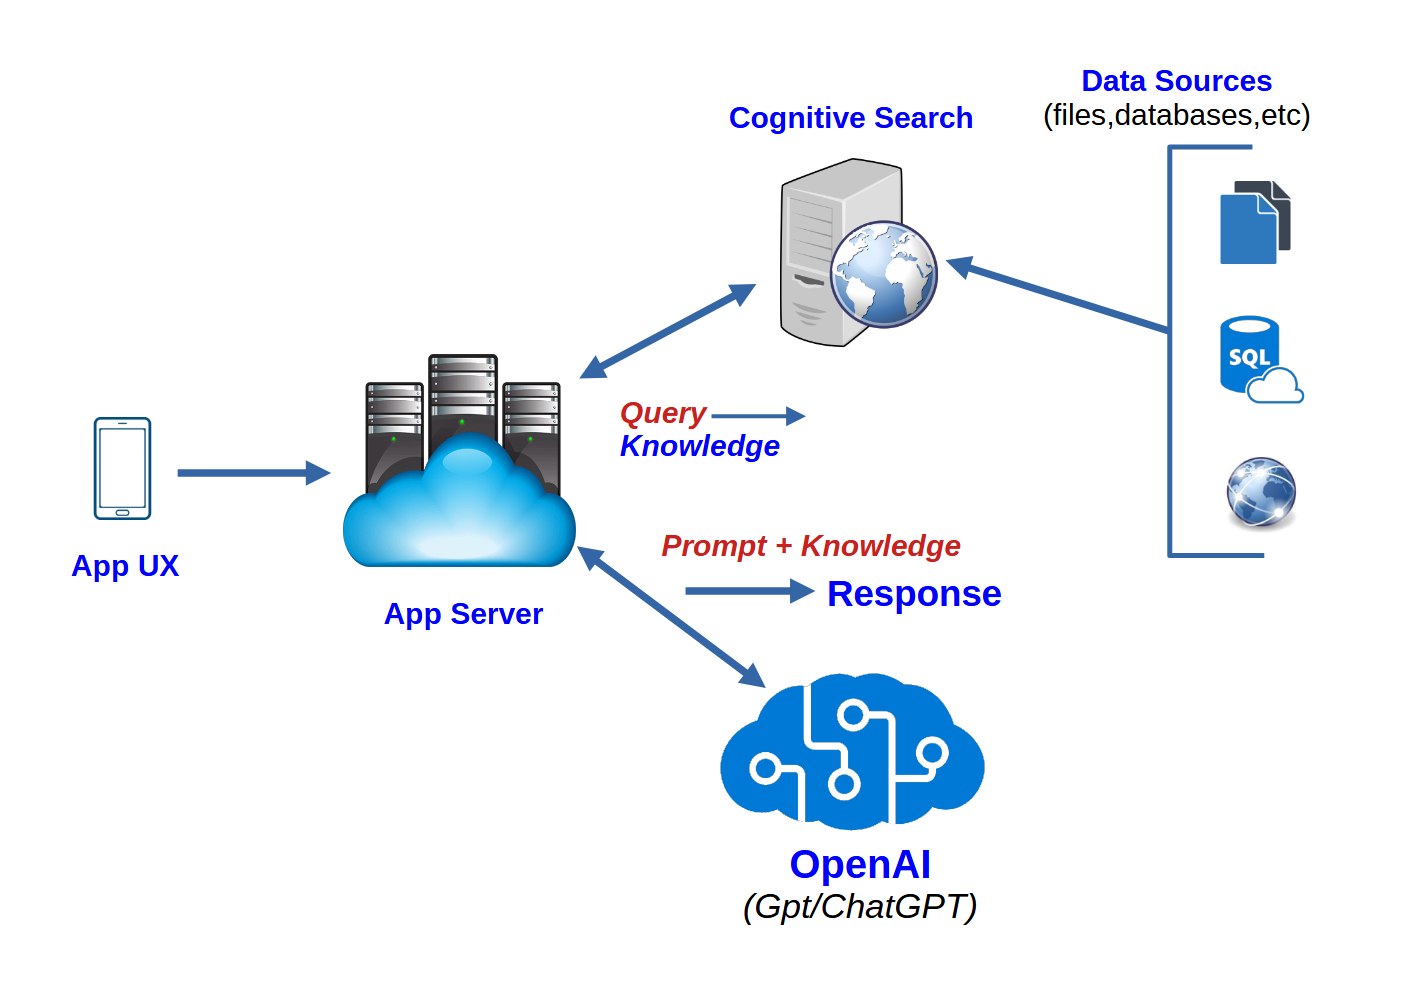 Data Sources
(files,databases,etc)
Cognitive Search
SQL
Query
Knowledge
App UX
App Server
Prompt + Knowledge
Response
OpenAI
(Gpt/ChatGPT)